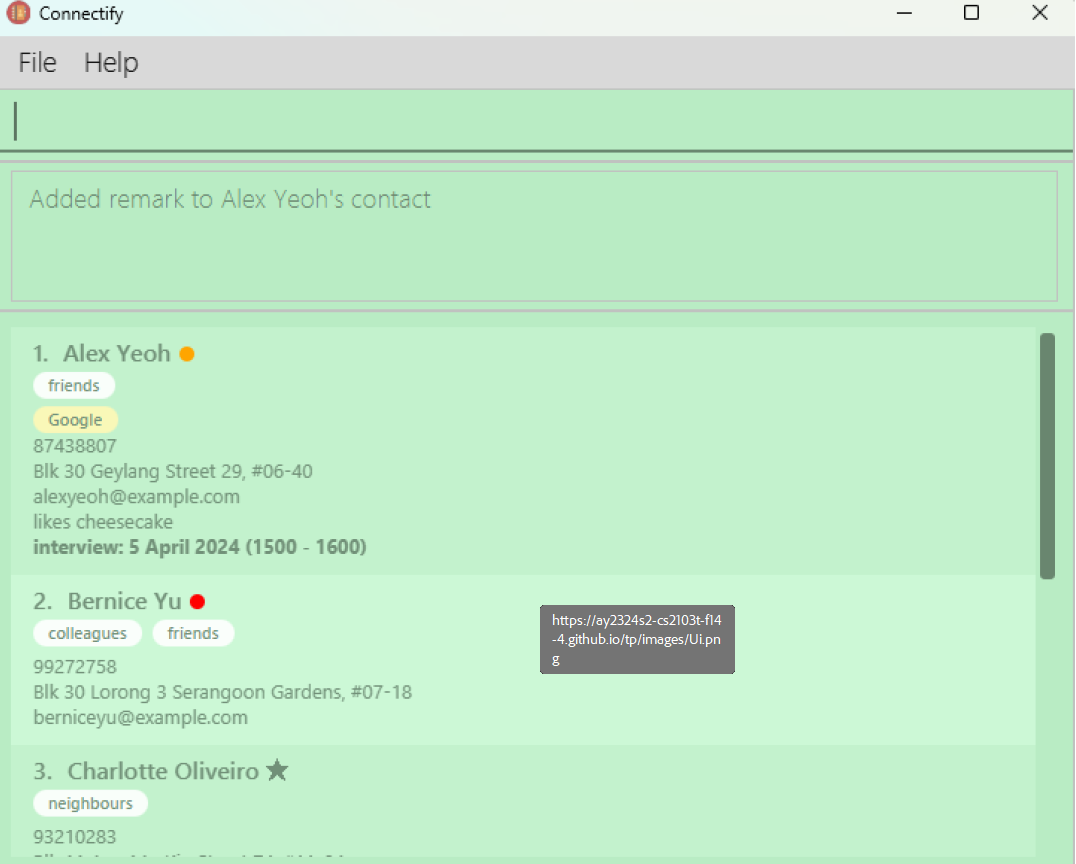 Connectify
File Help
Added remark to Alex Yeoh's contact
1. Alex Yeoh
friends
Google
87438807
Blk 30 Geylang Street 29, #06-40
alexyeoh@example.com
likes cheesecake
interview: 5 April 2024 (1500 - 1600)
2. Bernice Yu
colleagues friends
99272758
Blk 30 Lorong 3 Serangoon Gardens, #07-18
berniceyu@example.com
https://ay2324s2-cs2103t-f14
-4.github.io/tp/images/Ui.pn
g
3. Charlotte Oliveiro
neighbours
93210283